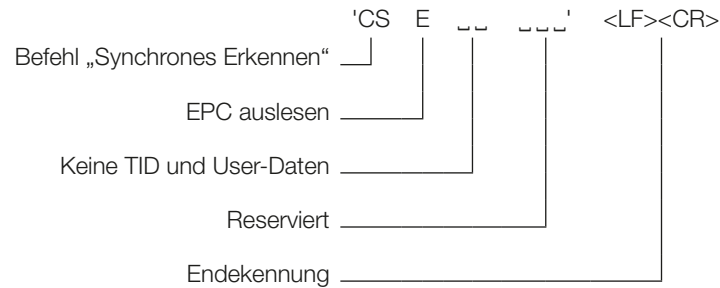 'CS E ␣␣ ␣␣␣' <LF><CR>
Befehl „Synchrones Erkennen“
EPC auslesen
Keine TID und User-Daten
Reserviert
Endekennung